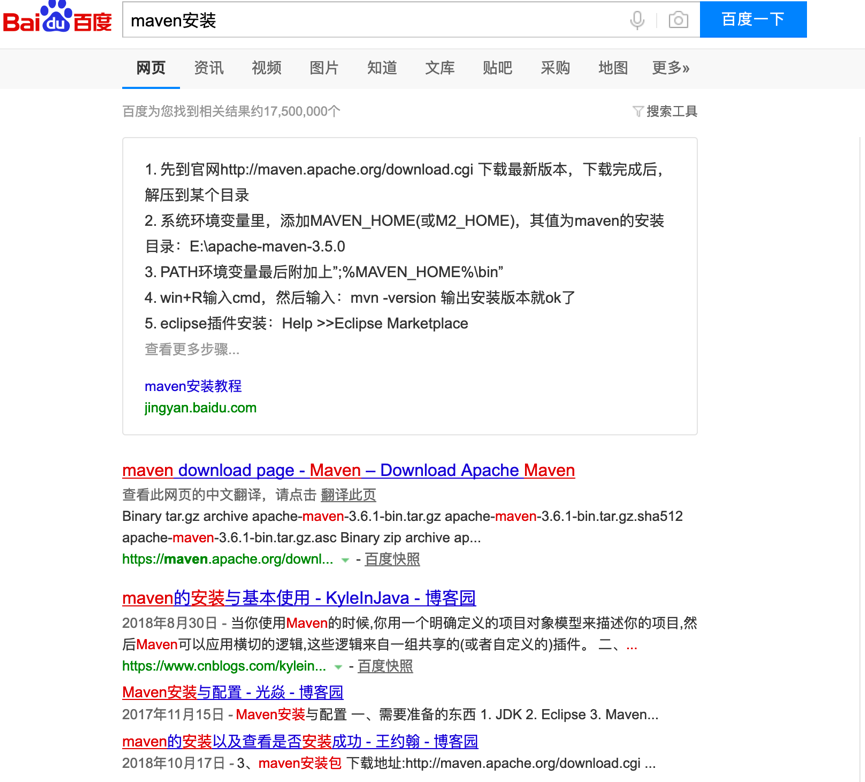 Bai du 百度
maven安装
百度一下
网页 资讯 视频 图片 知道 文库 贴吧 采购 地图 更多»
百度为您找到相关结果约17,500,000个
搜索工具
1. 先到官网http://maven.apache.org/download.cgi 下载最新版本，下载完成后，
解压到某个目录
2. 系统环境变量里，添加MAVEN_HOME(或M2_HOME)，其值为maven的安装
目录：E:\apache-maven-3.5.0
3. PATH环境变量最后附加上”;%MAVEN_HOME%\bin”
4. win+R输入cmd，然后输入：mvn -version 输出安装版本就ok了
5. eclipse插件安装：Help >>Eclipse Marketplace
查看更多步骤...
maven安装教程
jingyan.baidu.com
maven download page - Maven – Download Apache Maven
查看此网页的中文翻译，请点击 翻译此页
Binary tar.gz archive apache-maven-3.6.1-bin.tar.gz apache-maven-3.6.1-bin.tar.gz.sha512
apache-maven-3.6.1-bin.tar.gz.asc Binary zip archive ap...
https://maven.apache.org/downl... - 百度快照
maven的安装与基本使用 - KyleInJava - 博客园
2018年8月30日 - 当你使用Maven的时候,你用一个明确定义的项目对象模型来描述你的项目,然
后Maven可以应用横切的逻辑,这些逻辑来自一组共享的(或者自定义的)插件。 二、...
https://www.cnblogs.com/kylein... - 百度快照
Maven安装与配置 - 光焱 - 博客园
2017年11月15日 - Maven安装与配置 一、需要准备的东西 1. JDK 2. Eclipse 3. Maven...
maven的安装以及查看是否安装成功 - 王约翰 - 博客园
2018年10月17日 - 3、maven安装包 下载地址:http://maven.apache.org/download.cgi ...